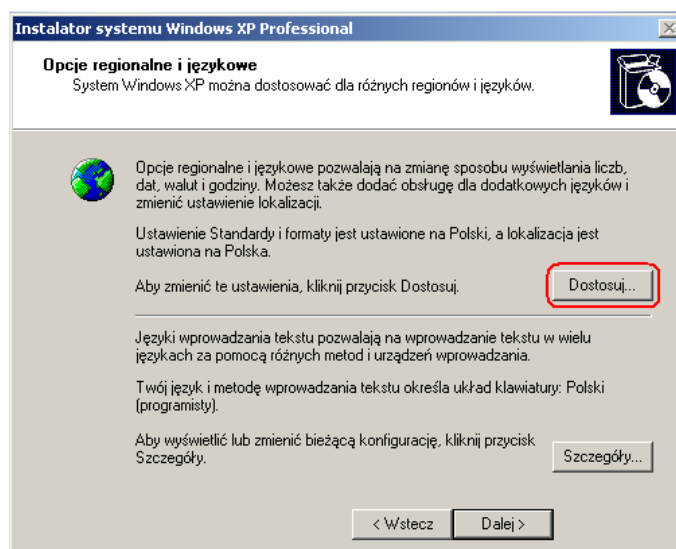 Instalator systemu Windows XP Professional
Opcje regionalne i językowe
System Windows XP można dostosować dla różnych regionów i języków.
Opcje regionalne i językowe pozwalają na zmianę sposobu wyświetlania liczb,
dat, walut i godziny. Możesz także dodać obsługę dla dodatkowych języków i
zmienić ustawienie lokalizacji.
Ustawienie Standardy i formaty jest ustawione na Polski, a lokalizacja jest
ustawiona na Polska.
Aby zmienić te ustawienia, kliknij przycisk Dostosuj.
Dostosuj...
Języki wprowadzania tekstu pozwalają na wprowadzanie tekstu w wielu
językach za pomocą różnych metod i urządzeń wprowadzania.
Twój język i metodę wprowadzania tekstu określa układ klawiatury: Polski
(programisty).
Aby wyświetlić lub zmienić bieżącą konfigurację, kliknij przycisk
Szczegóły.
Szczegóły...
< Wstecz
Dalej >